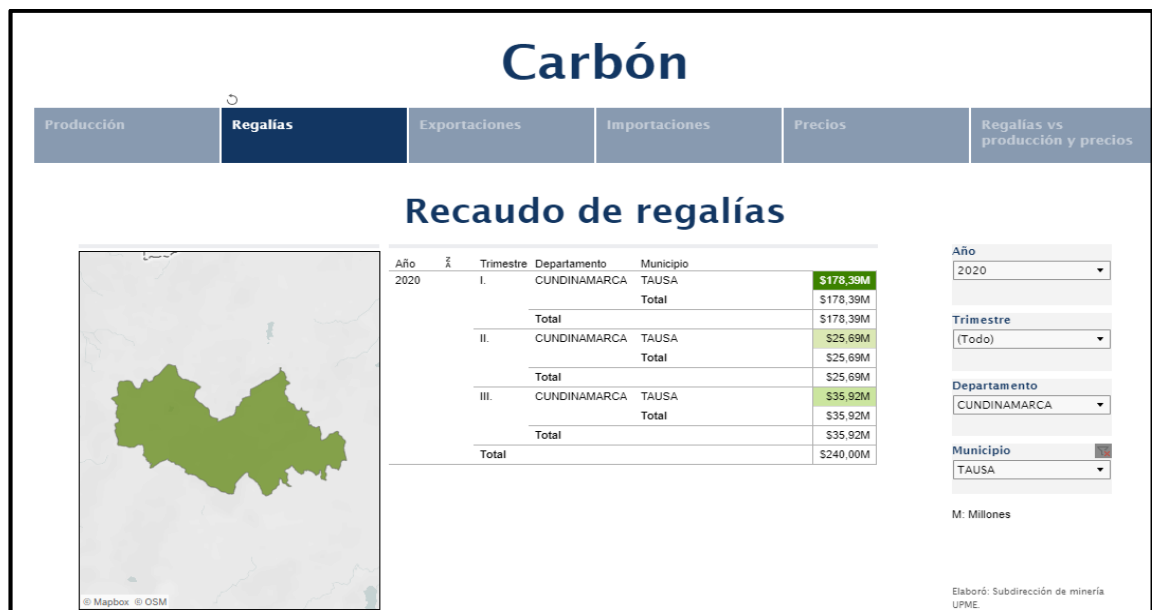 Carbón
Producción
Regalías
Exportaciones
Importaciones
Precios
Regalías vs
producción y precios
Recaudo de regalías
Año Trimestre Departamento Municipio
2020 I. CUNDINAMARCA TAUSA $178,39M
Total $178,39M
Total $178,39M
II. CUNDINAMARCA TAUSA $25,69M
Total $25,69M
Total $25,69M
III. CUNDINAMARCA TAUSA $35,92M
Total $35,92M
Total $35,92M
Total $240,00M
Año
2020
Trimestre
(Todo)
Departamento
CUNDINAMARCA
Municipio
TAUSA
M: Millones
Elaboró: Subdirección de minería
UPME.
© Mapbox © OSM